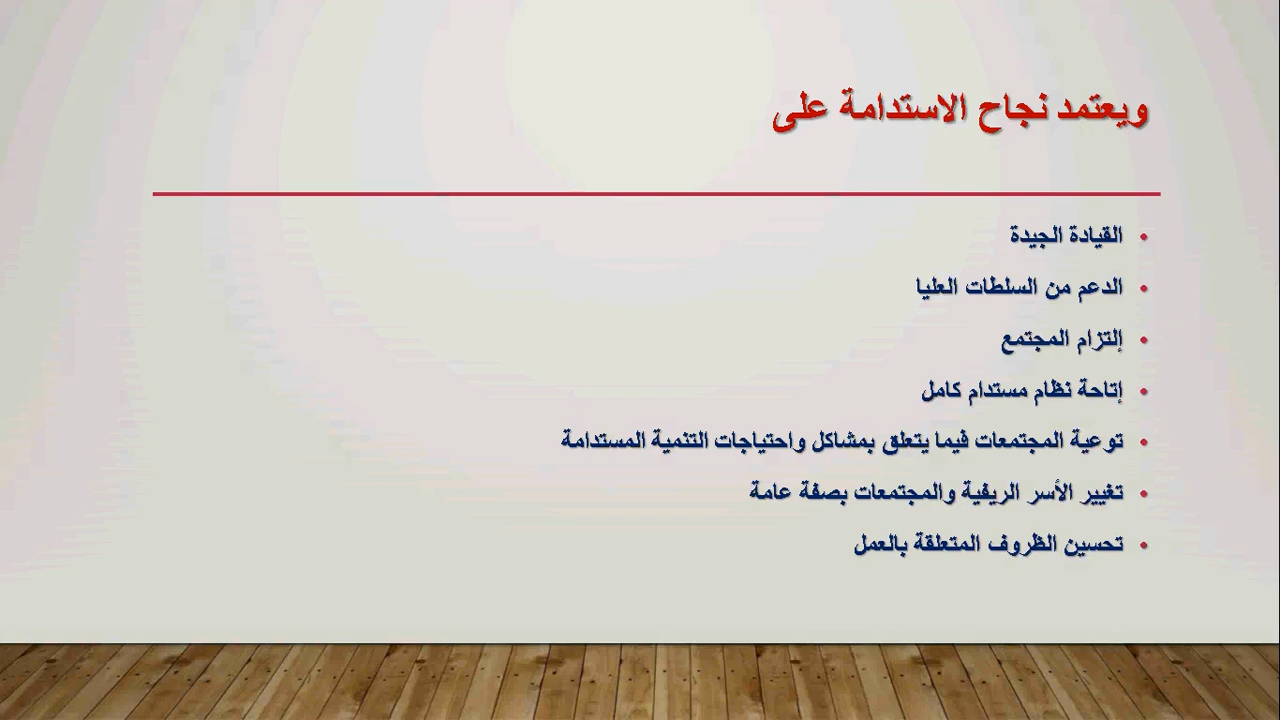 ويعتمد نجاح الاستدامة على
• القيادة الجيدة
• الدعم من السلطات العليا
• إلتزام المجتمع
• إتاحة نظام مستدام كامل
• توعية المجتمعات فيما يتعلق بمشاكل واحتياجات التنمية المستدامة
• تغيير الأسر الريفية والمجتمعات بصفة عامة
• تحسين الظروف المتعلقة بالعمل